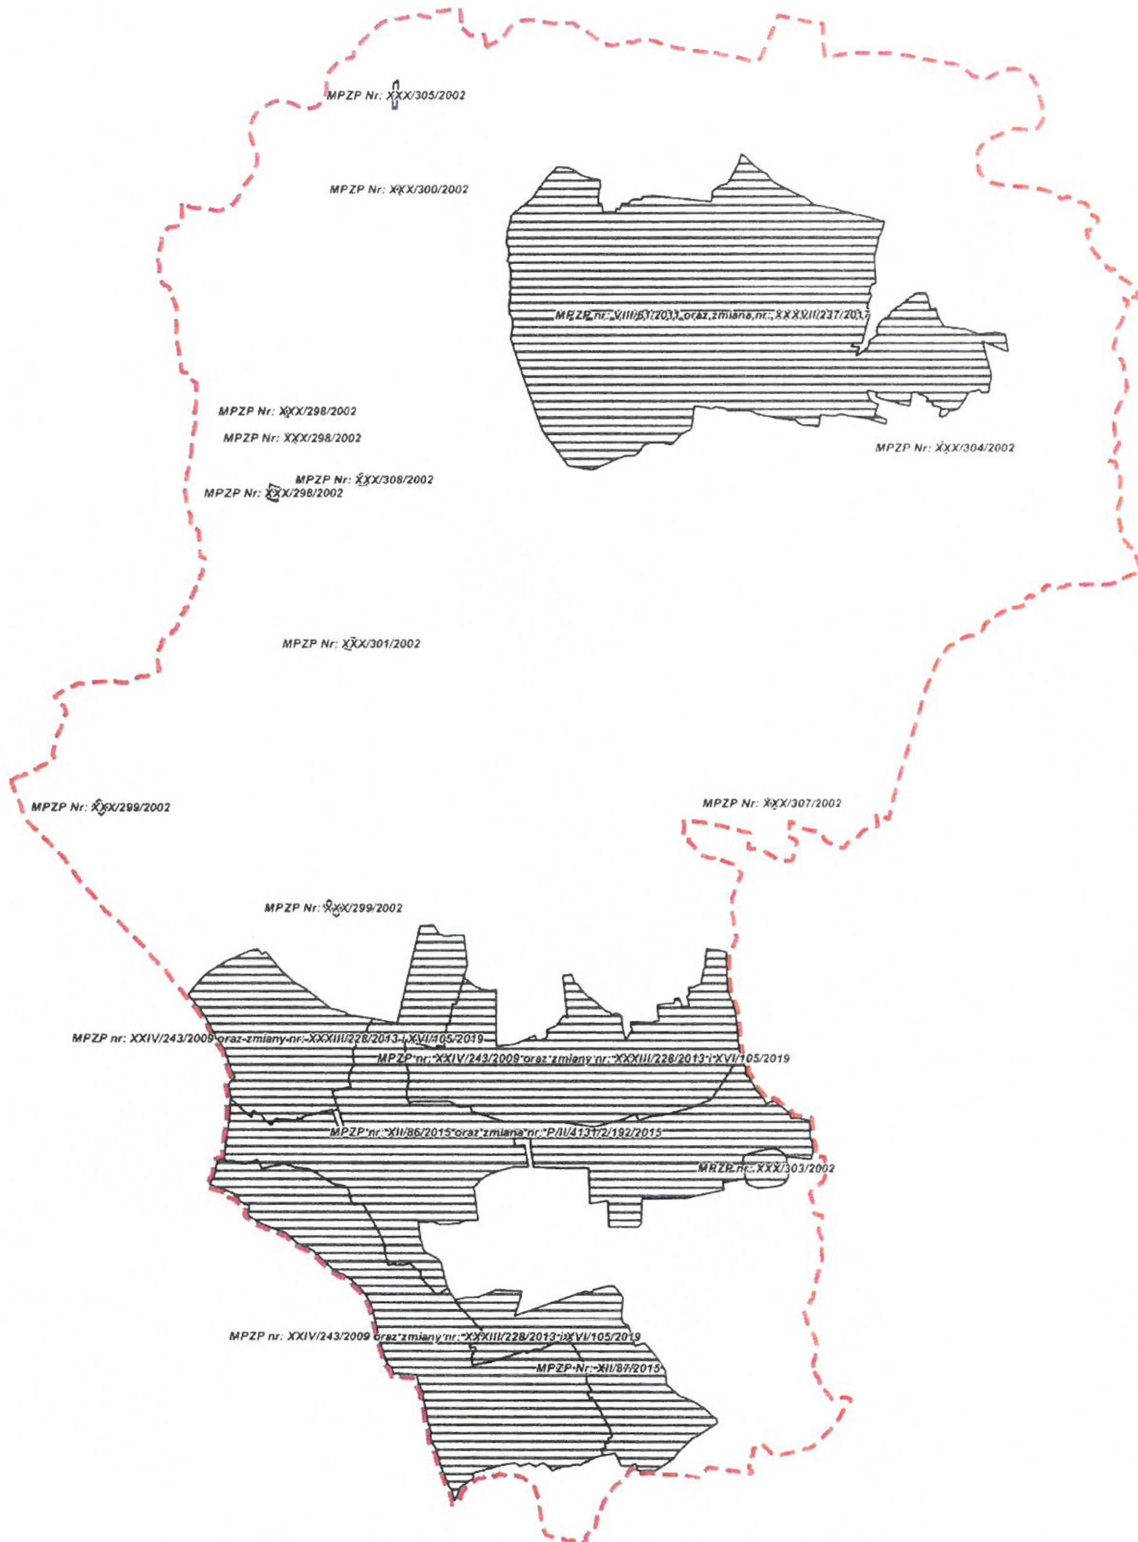 MPZP Nr: XXX/305/2002
MPZP Nr: XXX/300/2002
MPZP nr: VIII/61/2011 oraz zmiana nr: XXXVII/237/2017
MPZP Nr: XXX/298/2002
MPZP Nr: XXX/298/2002
MPZP Nr: XXX/304/2002
MPZP Nr: XXX/308/2002
MPZP Nr: XXX/298/2002
MPZP Nr: XXX/301/2002
MPZP Nr: XXX/299/2002
MPZP Nr: XXX/307/2002
MPZP Nr: XXX/299/2002
MPZP nr: XXIV/243/2009 oraz zmiany nr: XXXIII/228/2013 i XVI/105/2019
MPZP nr: XXIV/243/2009 oraz zmiany nr: XXXIII/228/2013 i XVI/105/2019
MPZP nr: XII/86/2015 oraz zmiana nr: P/II/4131/2/192/2015
MPZP nr: XXX/303/2002
MPZP nr: XXIV/243/2009 oraz zmiany nr: XXXIII/228/2013 i XVI/105/2019
MPZP Nr: XII/87/2015